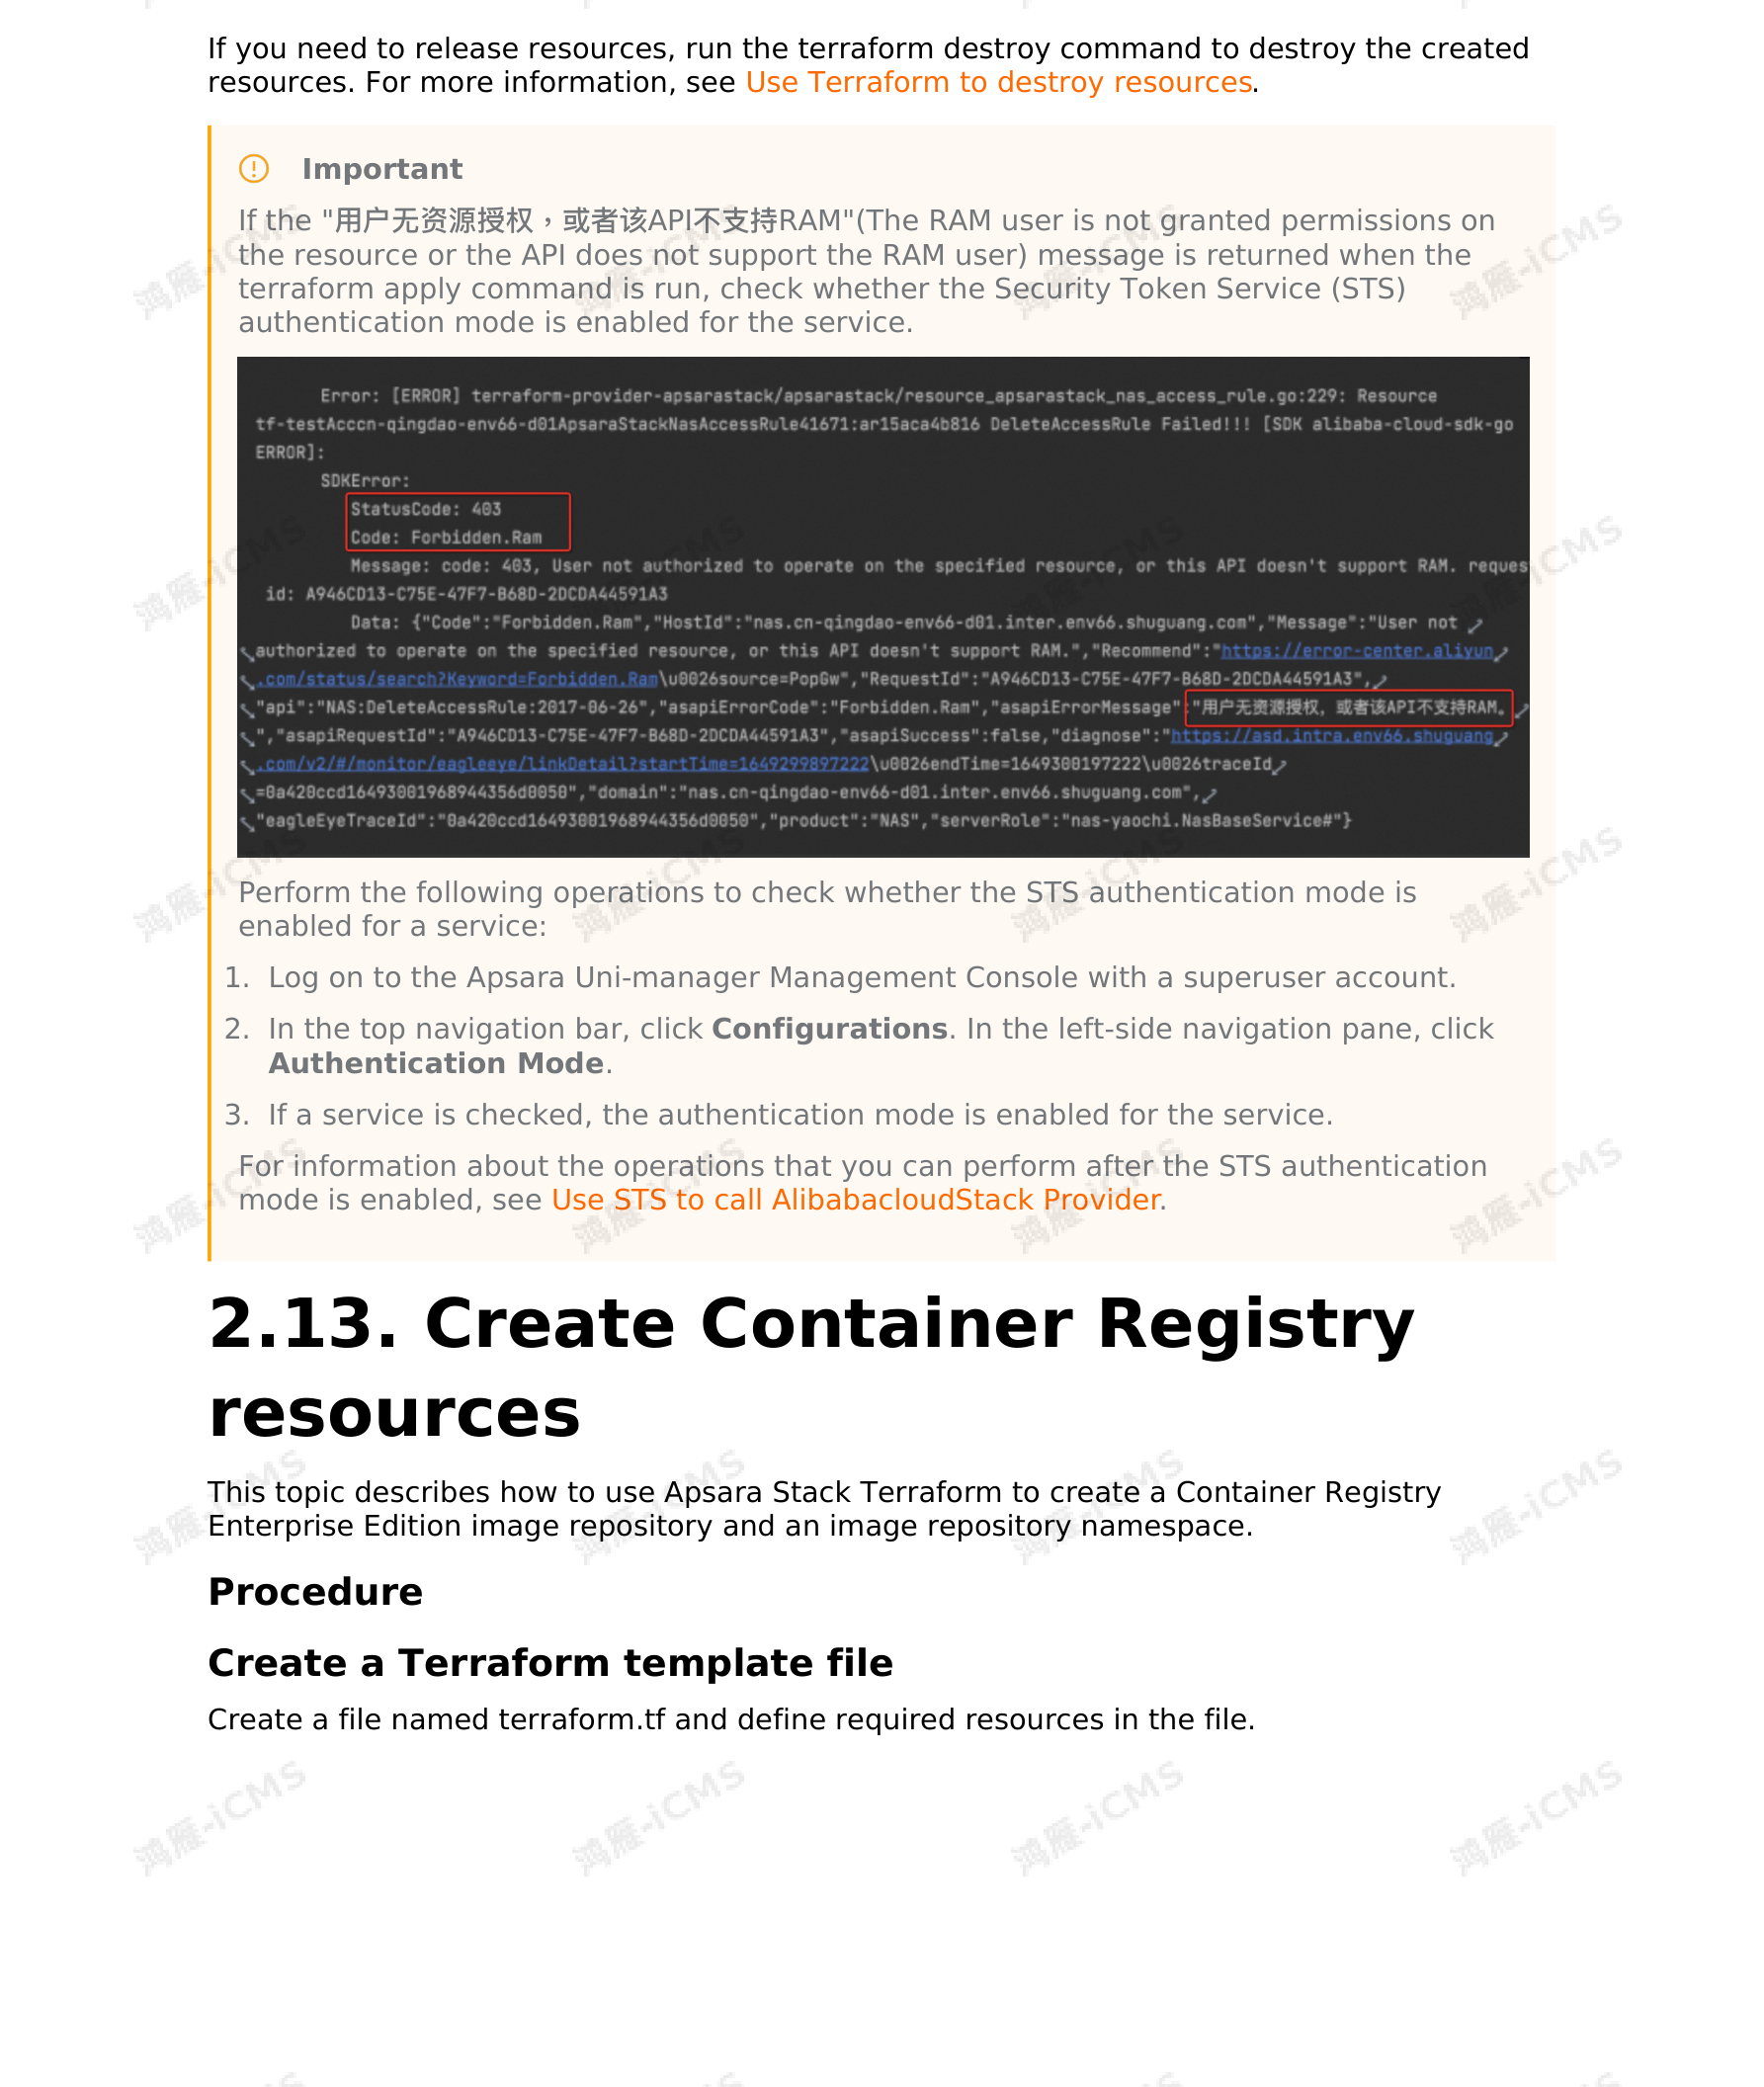 If you need to release resources, run the terraform destroy command to destroy the created
resources. For more information, see Use Terraform to destroy resources.
Important
If the "用户无资源授权，或者该API不支持RAM"(The RAM user is not granted permissions on
the resource or the API does not support the RAM user) message is returned when the
terraform apply command is run, check whether the Security Token Service (STS)
authentication mode is enabled for the service.
Error: [ERROR] terraform-provider-apsarastack/apsarastack/resource_apsarastack_nas_access_rule.go:229: Resource
tf-testAcccn-qingdao-env66-d01ApsaraStackNasAccessRule41671:ar15aca4b816 DeleteAccessRule Failed!!! [SDK alibaba-cloud-sdk-go
ERROR]:
SDKError:
StatusCode: 403
Code: Forbidden.Ram
Message: code: 403, User not authorized to operate on the specified resource, or this API doesn't support RAM. reques
id: A946CD13-C75E-47F7-B68D-2DCDA44591A3
Data: {"Code":"Forbidden.Ram","HostId":"nas.cn-qingdao-env66-d01.inter.env66.shuguang.com","Message":"User not
authorized to operate on the specified resource, or this API doesn't support RAM.","Recommend":"https://error-center.aliyun
.com/status/search?Keyword=Forbidden.Ram\u0026source=PopGw","RequestId":"A946CD13-C75E-47F7-B68D-2DCDA44591A3",
"api":"NAS:DeleteAccessRule:2017-06-26","asapiErrorCode":"Forbidden.Ram","asapiErrorMessage":"用户无资源授权，或者该API不支持RAM。
","asapiRequestId":"A946CD13-C75E-47F7-B68D-2DCDA44591A3","asapiSuccess":false,"diagnose":"https://asd.intra.env66.shuguang
.com/v2/#/monitor/eagleeye/linkDetail?startTime=1649299897222\u0026endTime=1649300197222\u0026traceId
=0a420ccd16493001968944356d0050","domain":"nas.cn-qingdao-env66-d01.inter.env66.shuguang.com",
"eagleEyeTraceId":"0a420ccd16493001968944356d0050","product":"NAS","serverRole":"nas-yaochi.NasBaseService#"}
Perform the following operations to check whether the STS authentication mode is
enabled for a service:
1. Log on to the Apsara Uni-manager Management Console with a superuser account.
2. In the top navigation bar, click Configurations. In the left-side navigation pane, click
Authentication Mode.
3. If a service is checked, the authentication mode is enabled for the service.
For information about the operations that you can perform after the STS authentication
mode is enabled, see Use STS to call AlibabacloudStack Provider.
2.13. Create Container Registry
resources
This topic describes how to use Apsara Stack Terraform to create a Container Registry
Enterprise Edition image repository and an image repository namespace.
Procedure
Create a Terraform template file
Create a file named terraform.tf and define required resources in the file.
鸿雁-iCMS